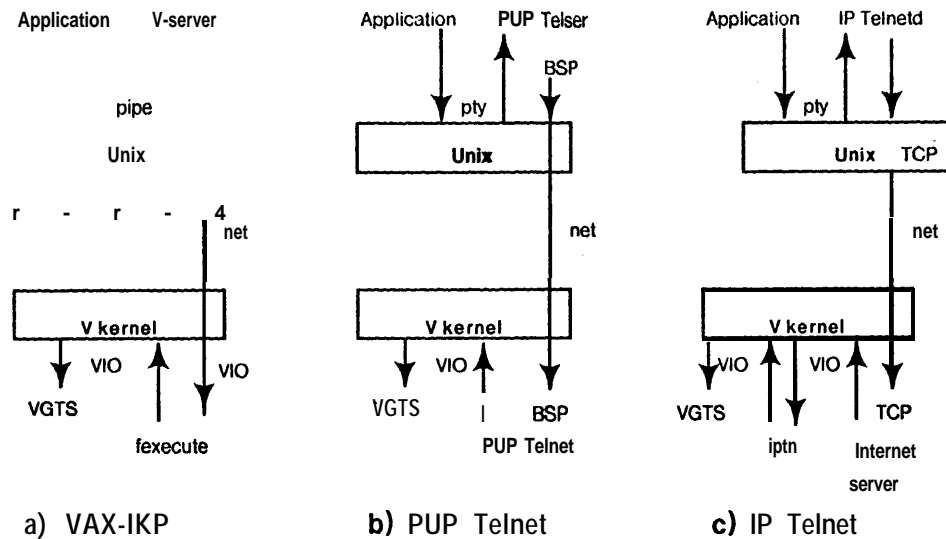 Application V-server
pipe
Unix
r - r - 4
net
V kernel
VIO
VIO
VGTS
fexecute
a) VAX-IKP
Application PUP Telser
BSP
pty
Unix
net
V kernel
VIO
VGTS
BSP
PUP Telnet
b) PUP Telnet
Application IP Telnetd
pty
Unix TCP
net
V kernel
VIO
VIO
VGTS
TCP
iptn
Internet
server
c) IP Telnet